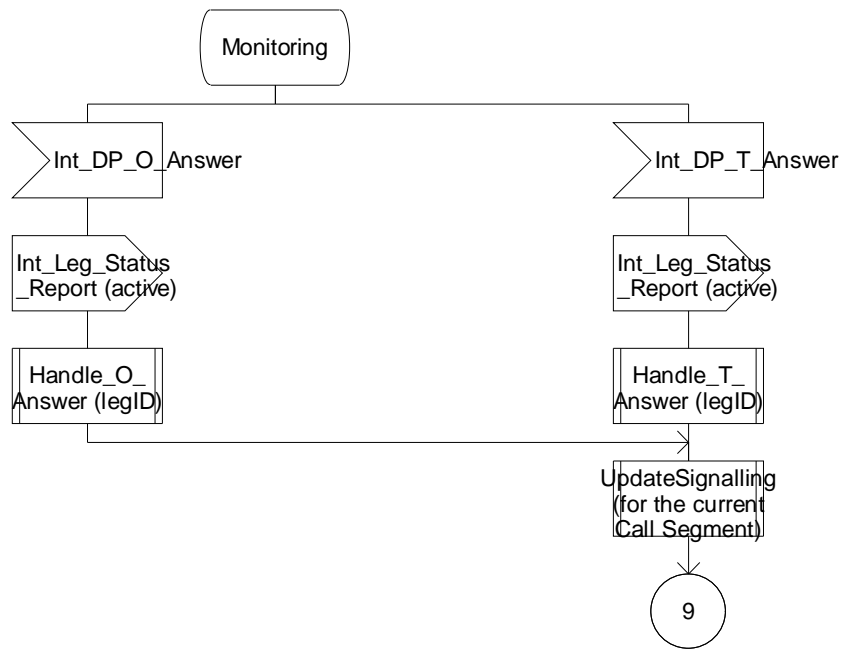 Monitoring
Int_DP_O_Answer
Int_DP_T_Answer
Int_Leg_Status
_Report (active)
Int_Leg_Status
_Report (active)
Handle_O_
Answer (legID)
Handle_T_
Answer (legID)
UpdateSignalling
(for the current
Call Segment)
9